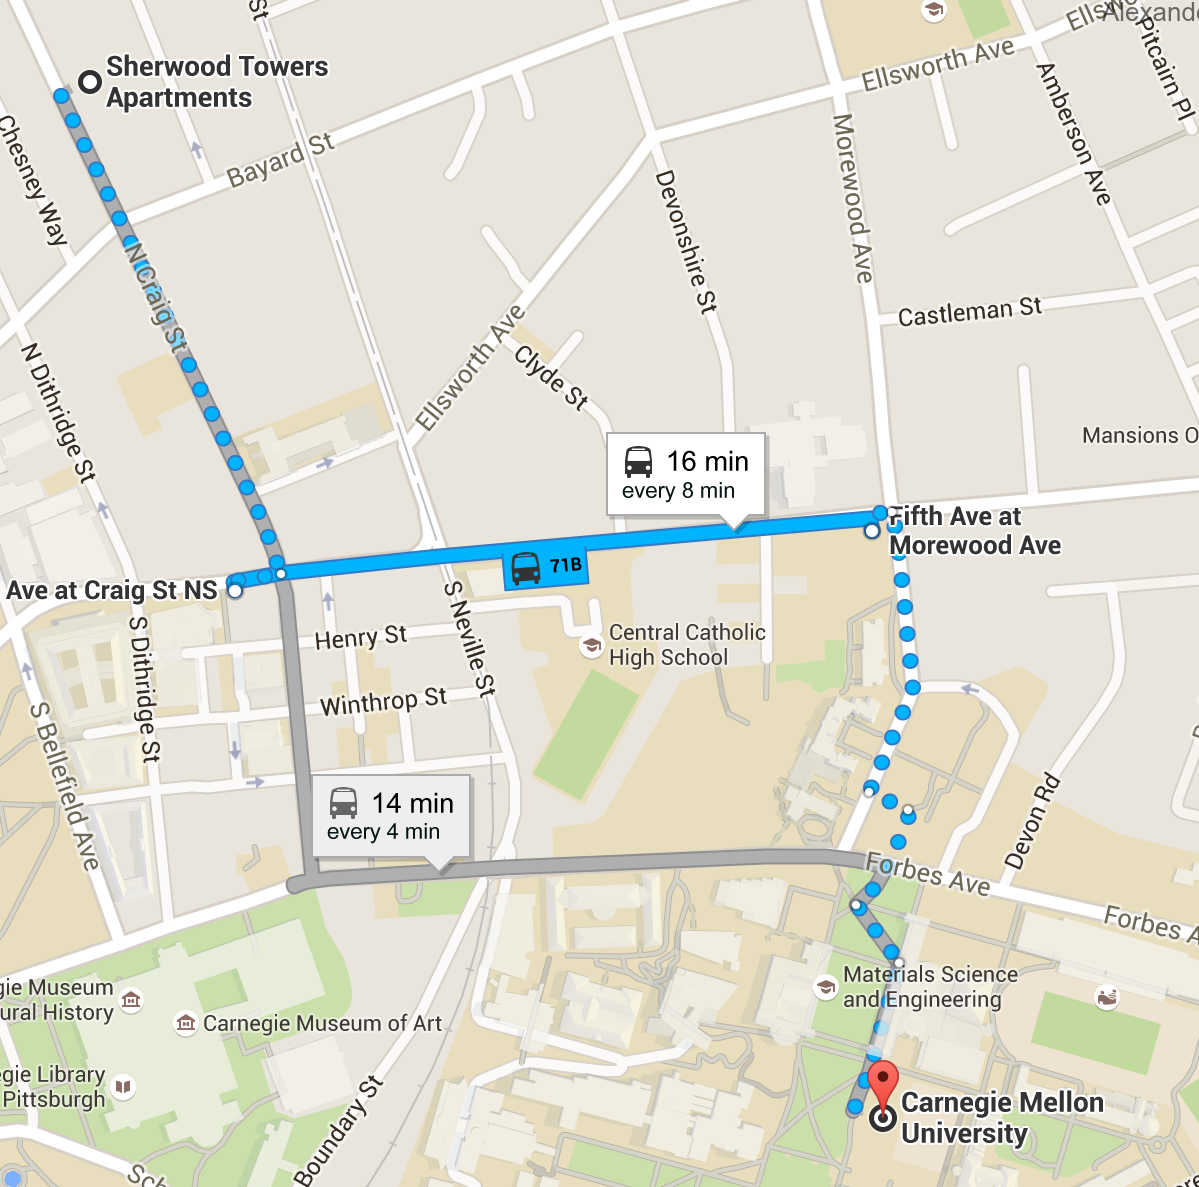 St
Alexand
Ellsworth Ave
Pitcairn Pl
Sherwood Towers
Apartments
Ellsworth Ave
Amberson Ave
Chesney Way
Bayard St
Morewood Ave
Devonshire St
N Craig St
Castleman St
N Dithridge St
Ellsworth Ave
Clyde St
Mansions O
16 min
every 8 min
Fifth Ave at
Morewood Ave
71B
Ave at Craig St NS
S Neville St
Henry St
Central Catholic
High School
S Dithridge St
Winthrop St
S Bellefield Ave
14 min
every 4 min
Devon Rd
Forbes Ave
Forbes A
gie Museum
ural History
Materials Science
and Engineering
Carnegie Museum of Art
gie Library
Pittsburgh
Boundary St
Carnegie Mellon
University
Sch